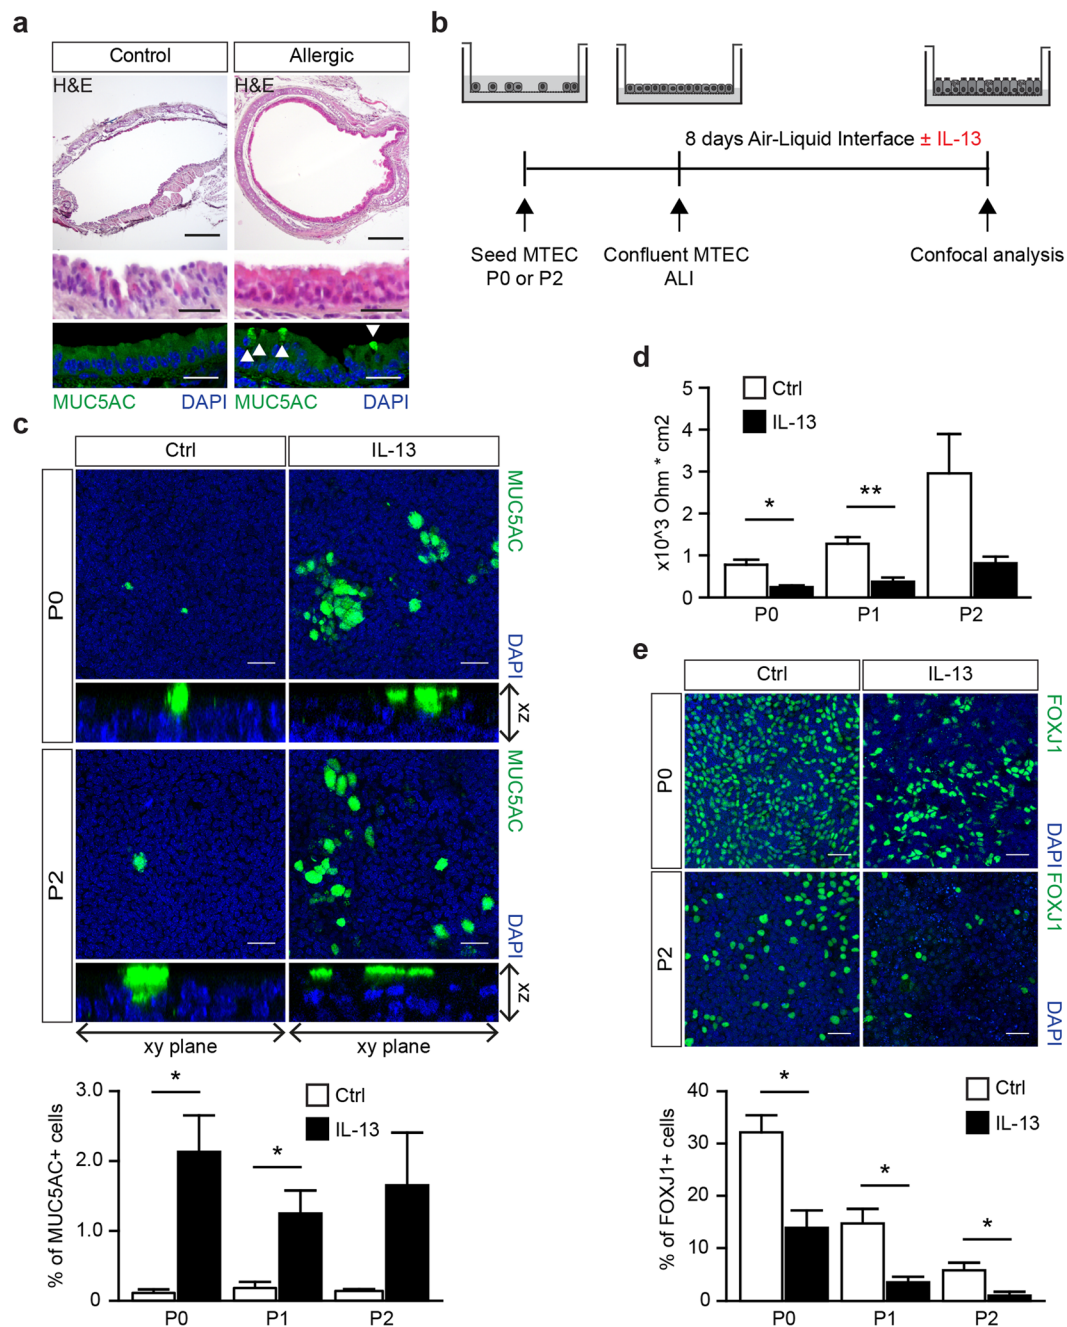 a
Control
Allergic
H&E
H&E
MUC5AC
DAPI
MUC5AC
DAPI
b
8 days Air-Liquid Interface ± IL-13
Seed MTEC
P0 or P2
Confluent MTEC
ALI
Confocal analysis
c
Ctrl
IL-13
P0
MUC5AC
DAPI
xz
P2
MUC5AC
DAPI
xz
xy plane
xy plane
% of MUC5AC+ cells
3.0
2.0
1.0
0
*
*
Ctrl
IL-13
P0
P1
P2
d
x10^3 Ohm * cm2
5
4
3
2
1
0
Ctrl
IL-13
*
**
P0
P1
P2
e
Ctrl
IL-13
P0
FOXJ1
DAPI
P2
FOXJ1
DAPI
% of FOXJ1+ cells
40
30
20
10
0
*
*
*
Ctrl
IL-13
P0
P1
P2